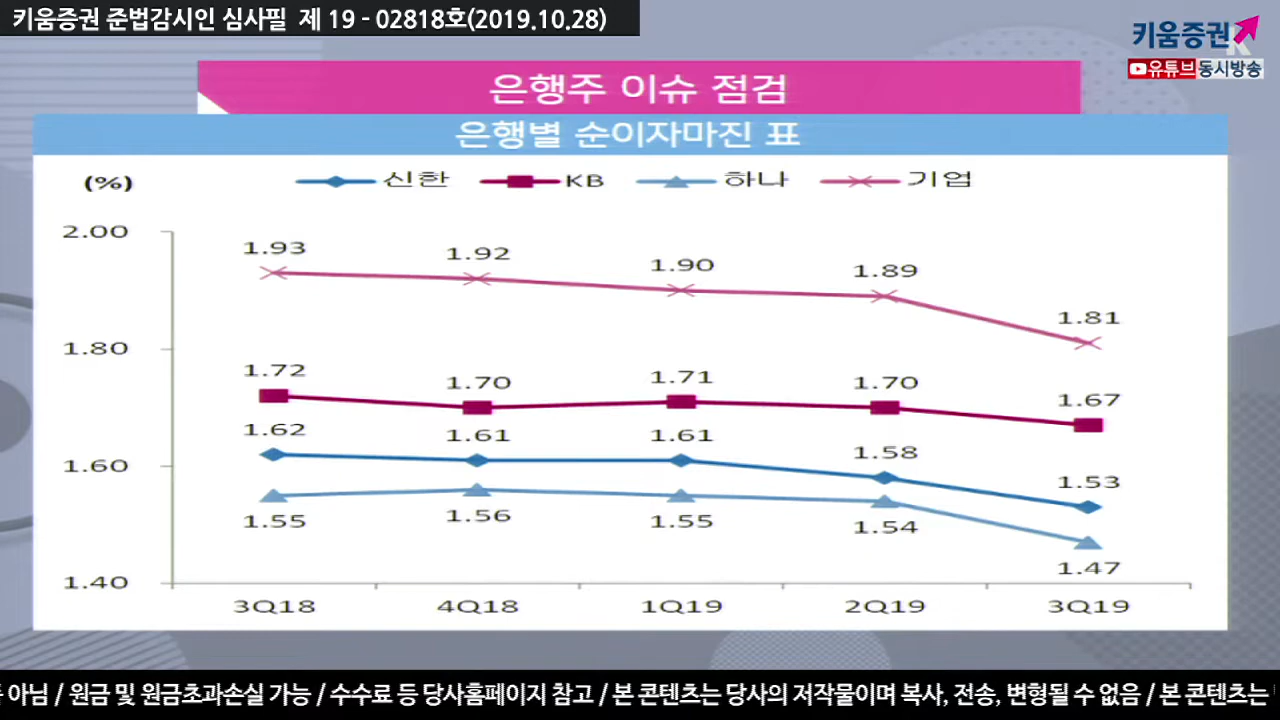 키움증권 준법감시인 심사필 제 19 - 02818호(2019.10.28)
키움증권
유튜브 동시방송
은행주 이슈 점검
은행별 순이자마진 표
(%)
신한 KB 하나 기업
2.00
1.80
1.60
1.40
1.93 1.92 1.90 1.89 1.81
1.72 1.70 1.71 1.70 1.67
1.62 1.61 1.61 1.58 1.53
1.55 1.56 1.55 1.54 1.47
3Q18 4Q18 1Q19 2Q19 3Q19
아님 / 원금 및 원금초과손실 가능 / 수수료 등 당사홈페이지 참고 / 본 콘텐츠는 당사의 저작물이며 복사, 전송, 변형될 수 없음 / 본 콘텐츠는